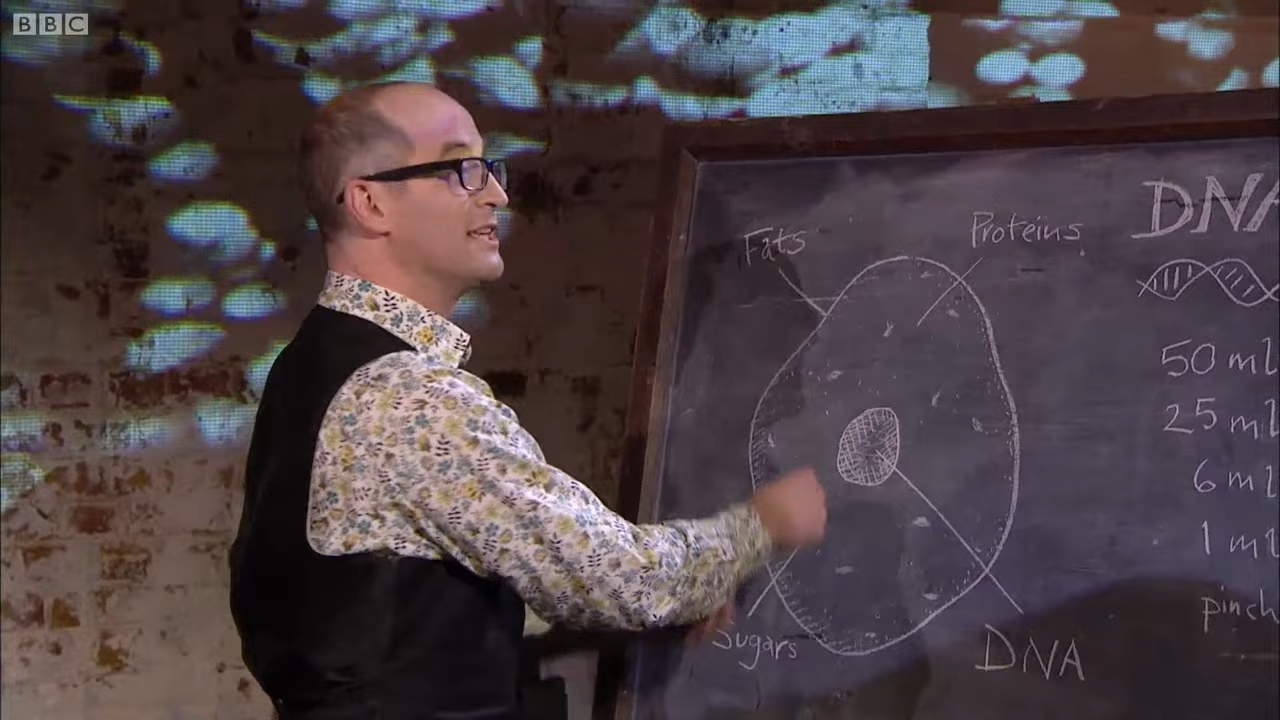 BBC
Fats
Proteins
Sugars
DNA
DNA
50 ml
25 ml
6 ml
1 ml
pinch